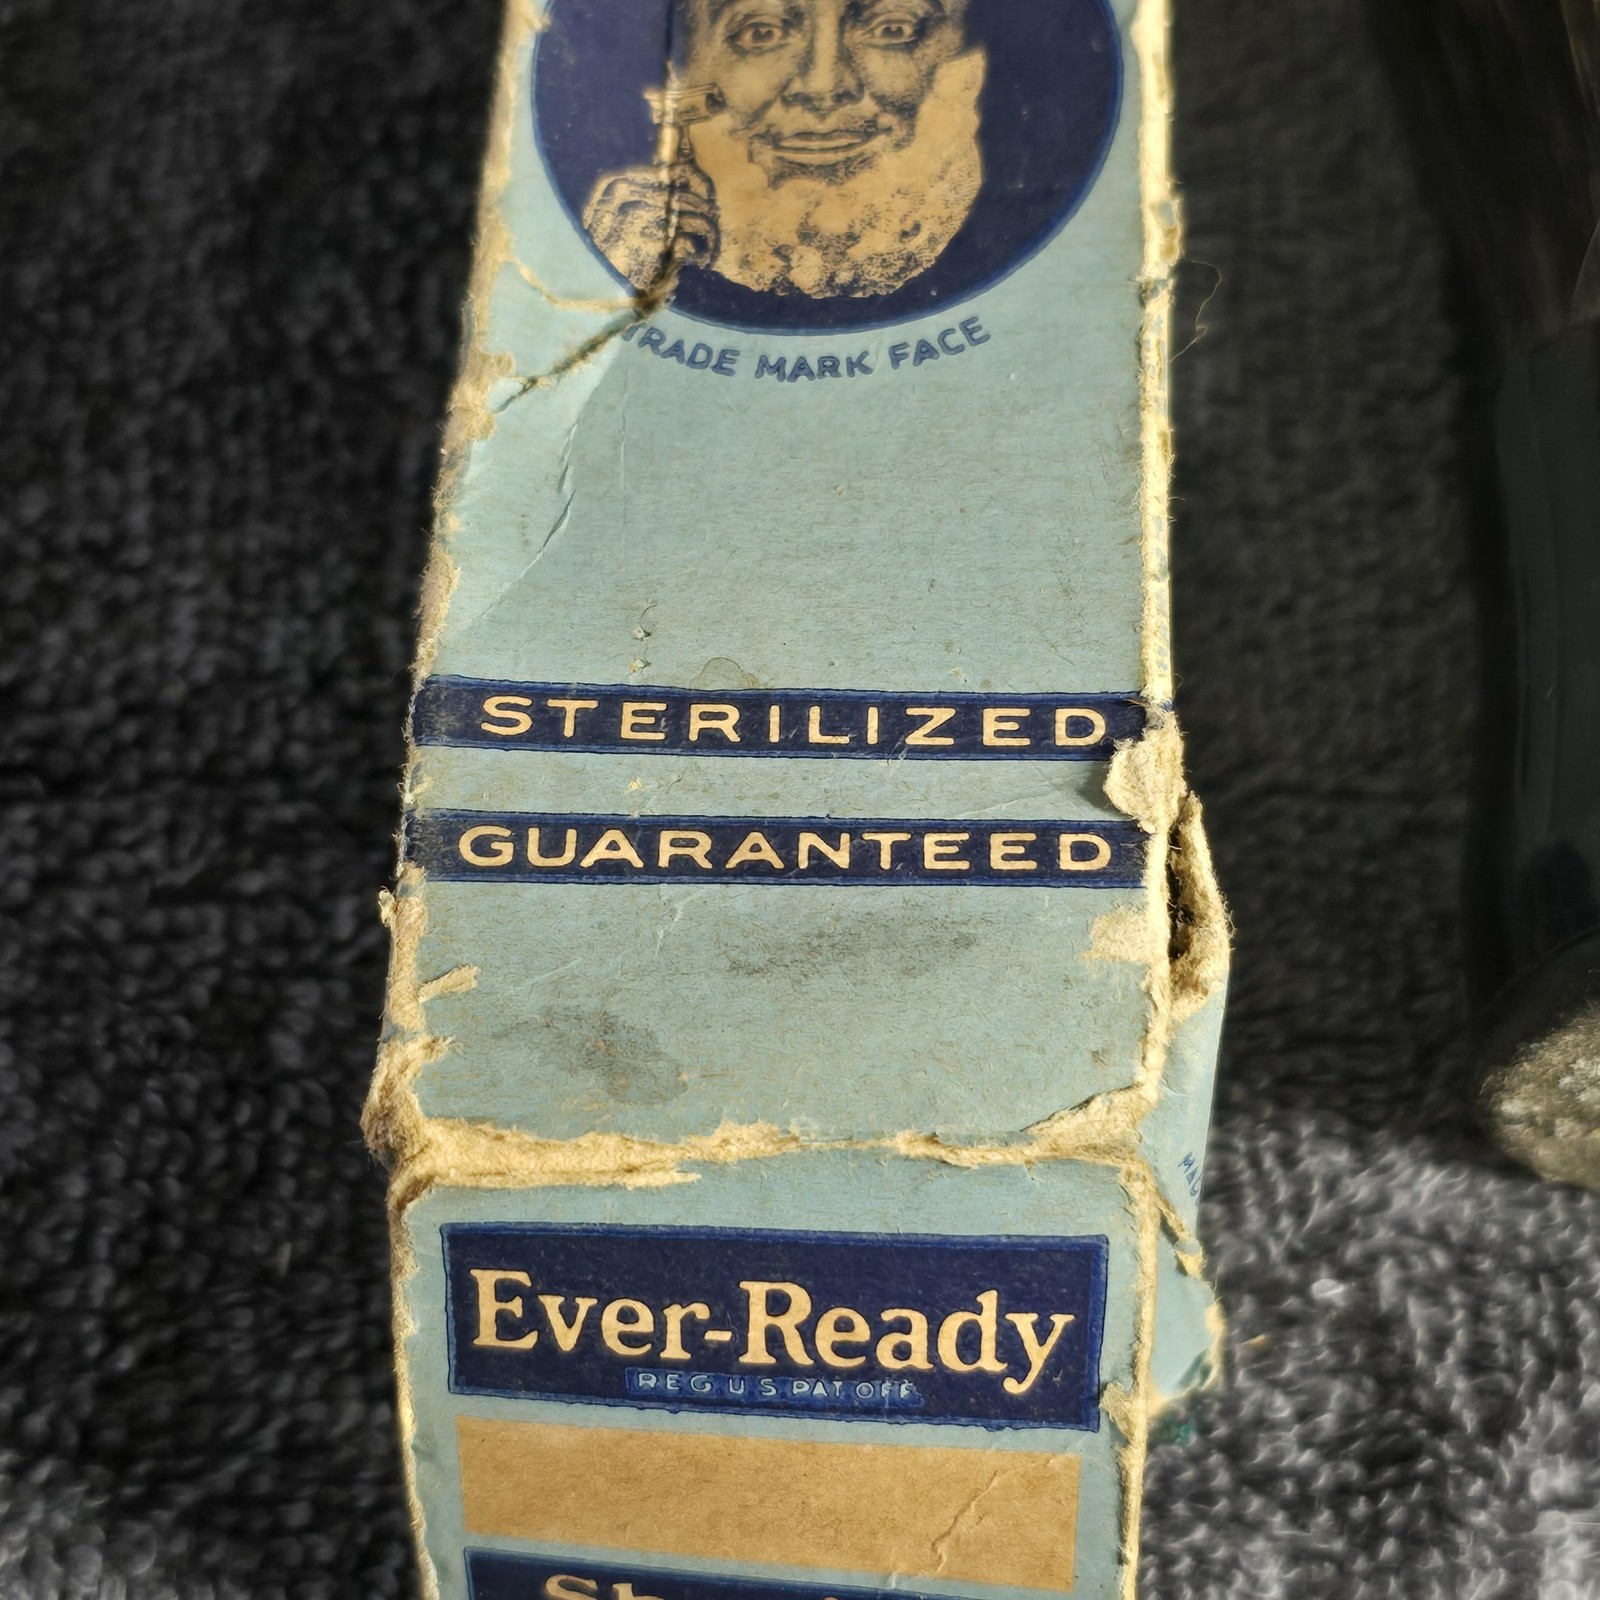 TRADE MARK FACE
STERILIZED
GUARANTEED
Ever-Ready
REG U S PAT OFF